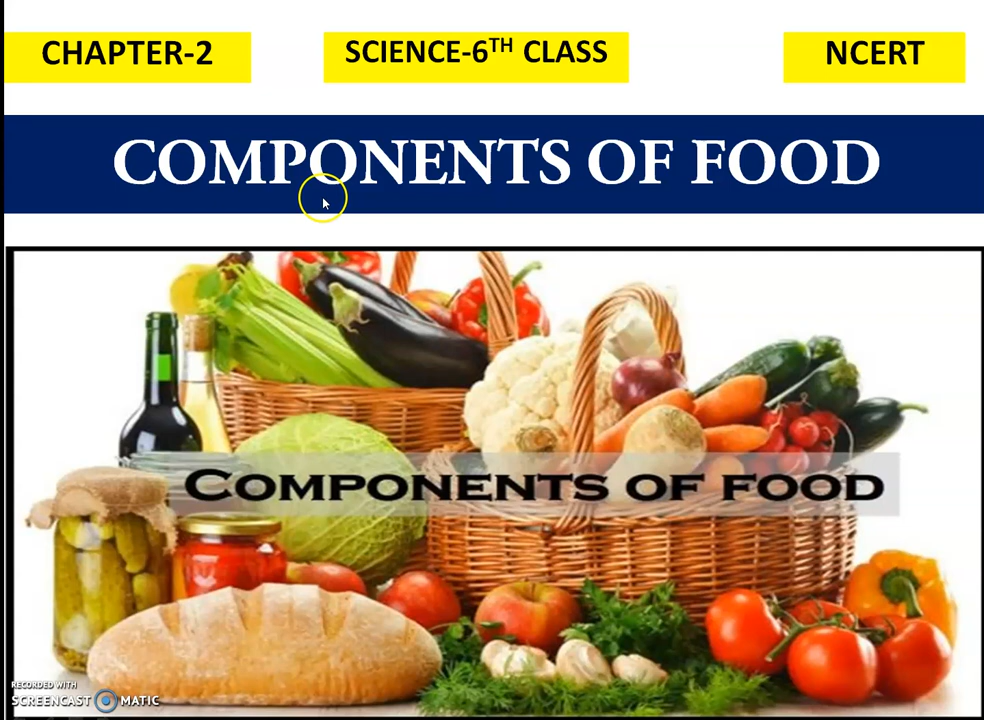 CHAPTER-2
SCIENCE-6TH CLASS
NCERT
COMPONENTS OF FOOD
COMPONENTS OF FOOD
RECORDED WITH
SCREENCAST MATIC